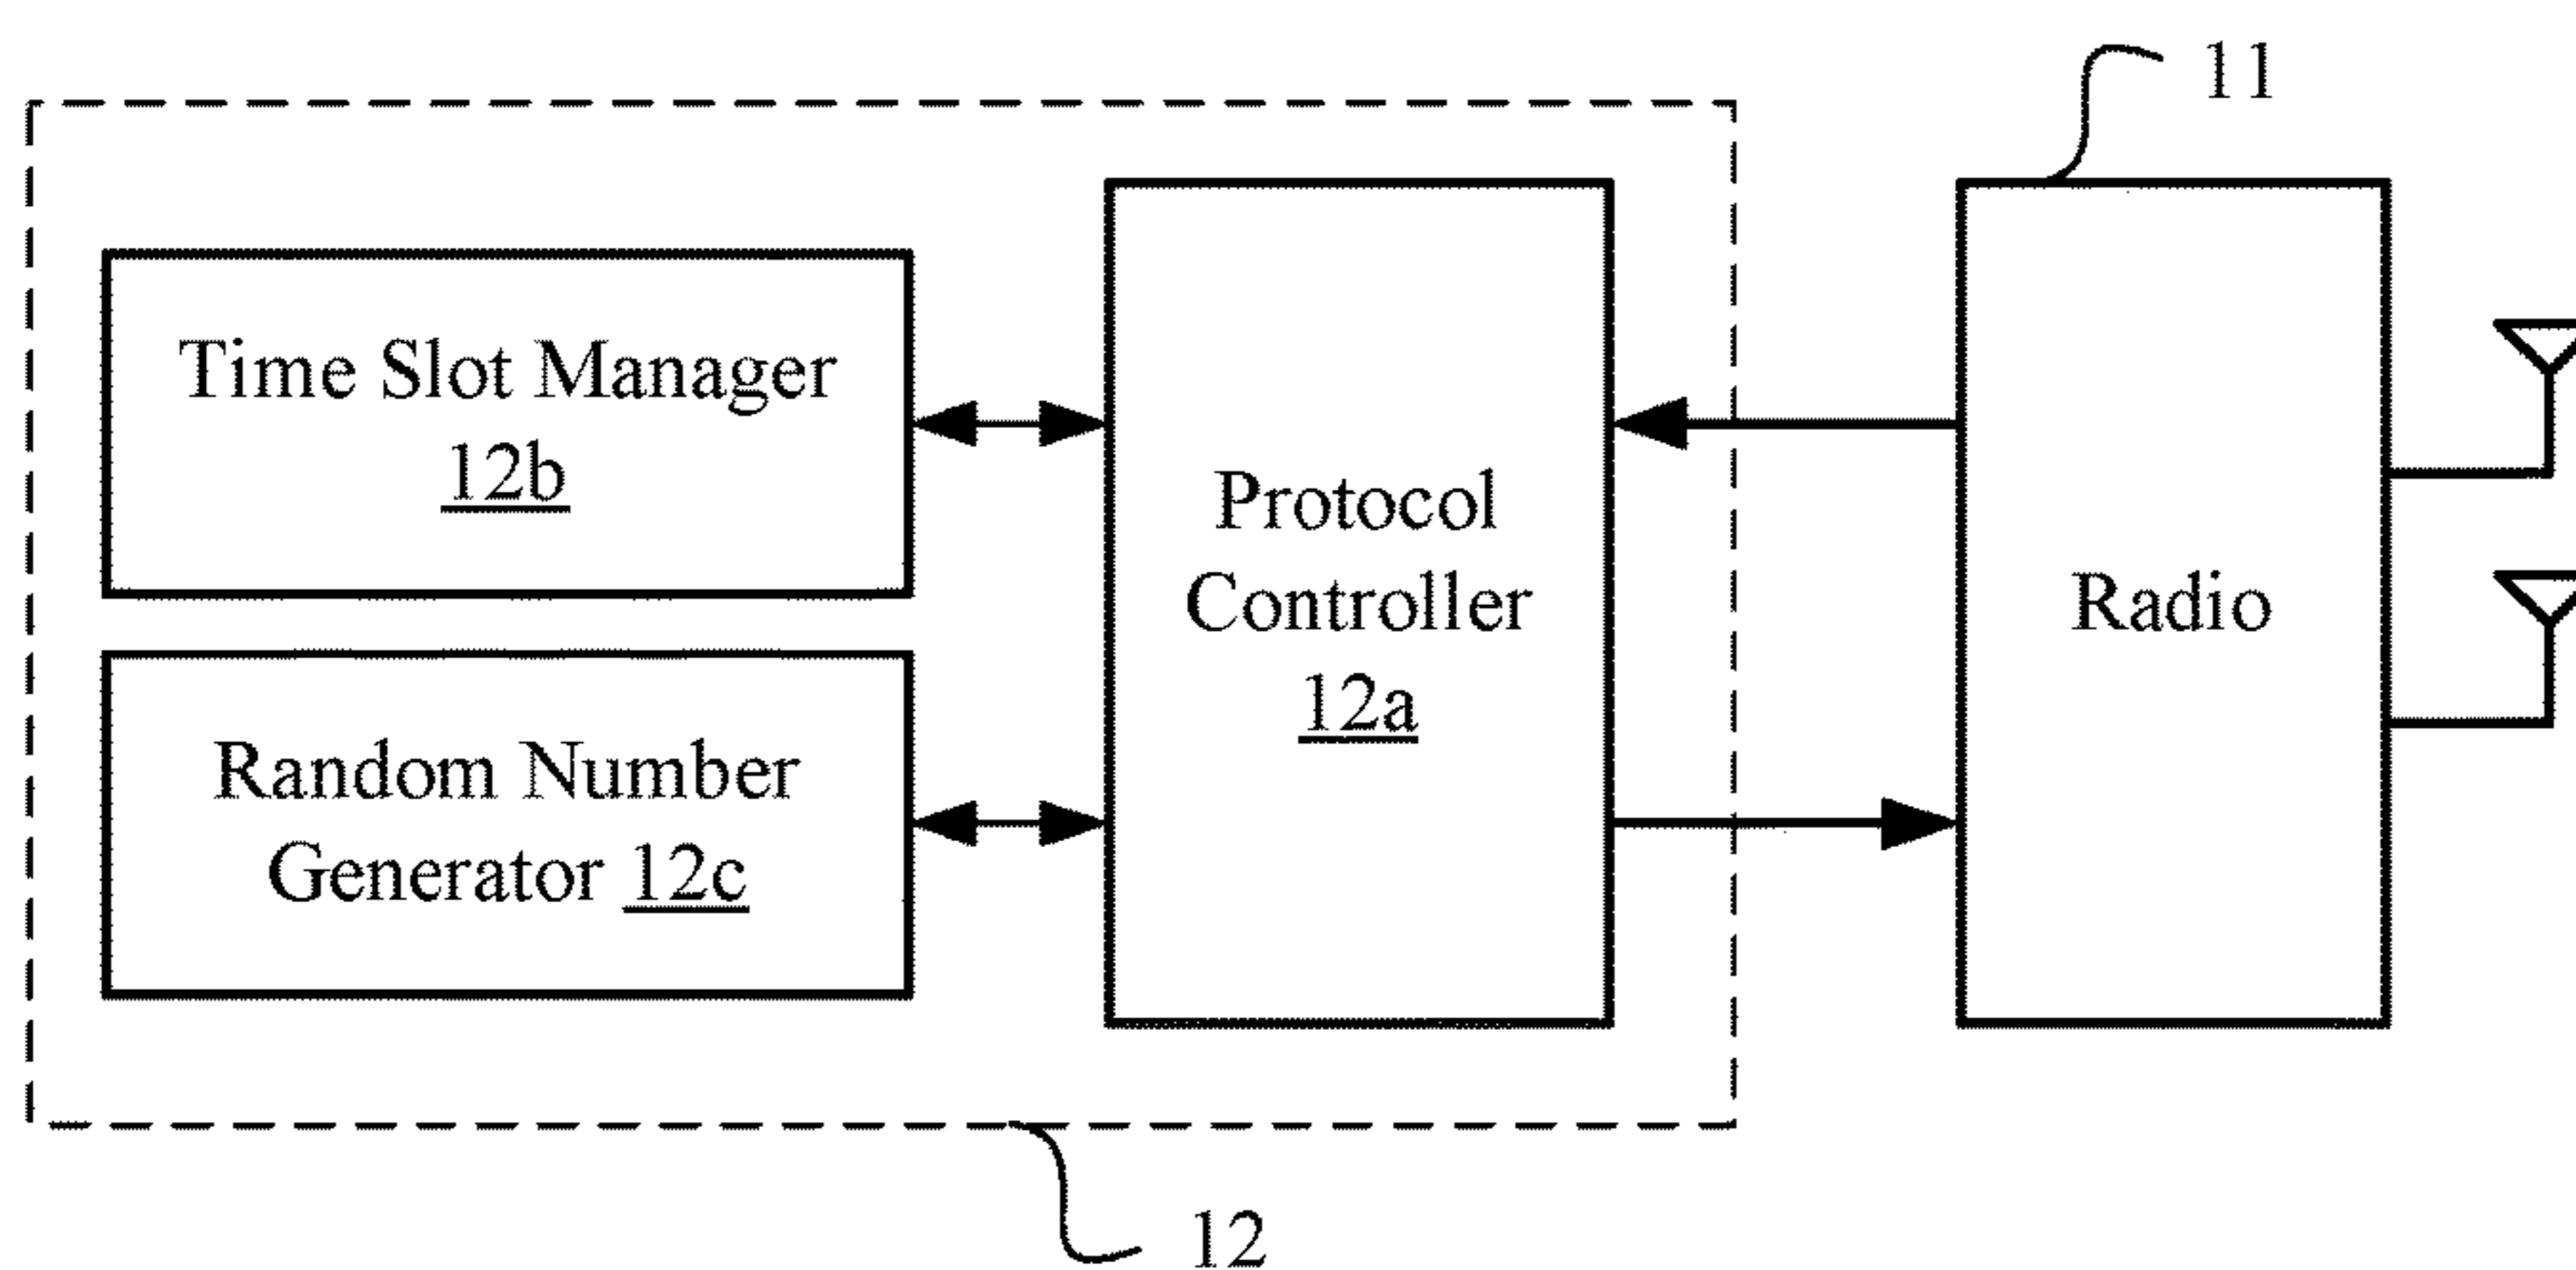 11
Time Slot Manager
12b
Random Number
Generator 12c
Protocol
Controller
12a
Radio
12